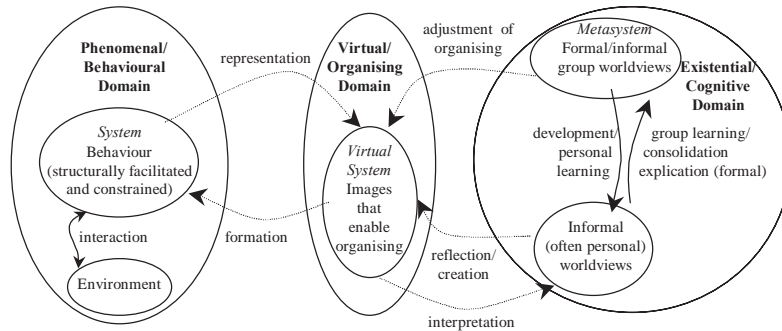 Phenomenal/
Behavioural
Domain
System
Behaviour
(structurally facilitated
and constrained)
interaction
Environment
representation
formation
Virtual/
Organising
Domain
Virtual
System
Images
that
enable
organising
adjustment of
organising
reflection/
creation
interpretation
Metasystem
Formal/informal
group worldviews
Existential/
Cognitive
Domain
development/
personal
learning
group learning/
consolidation
explication (formal)
Informal
(often personal)
worldviews